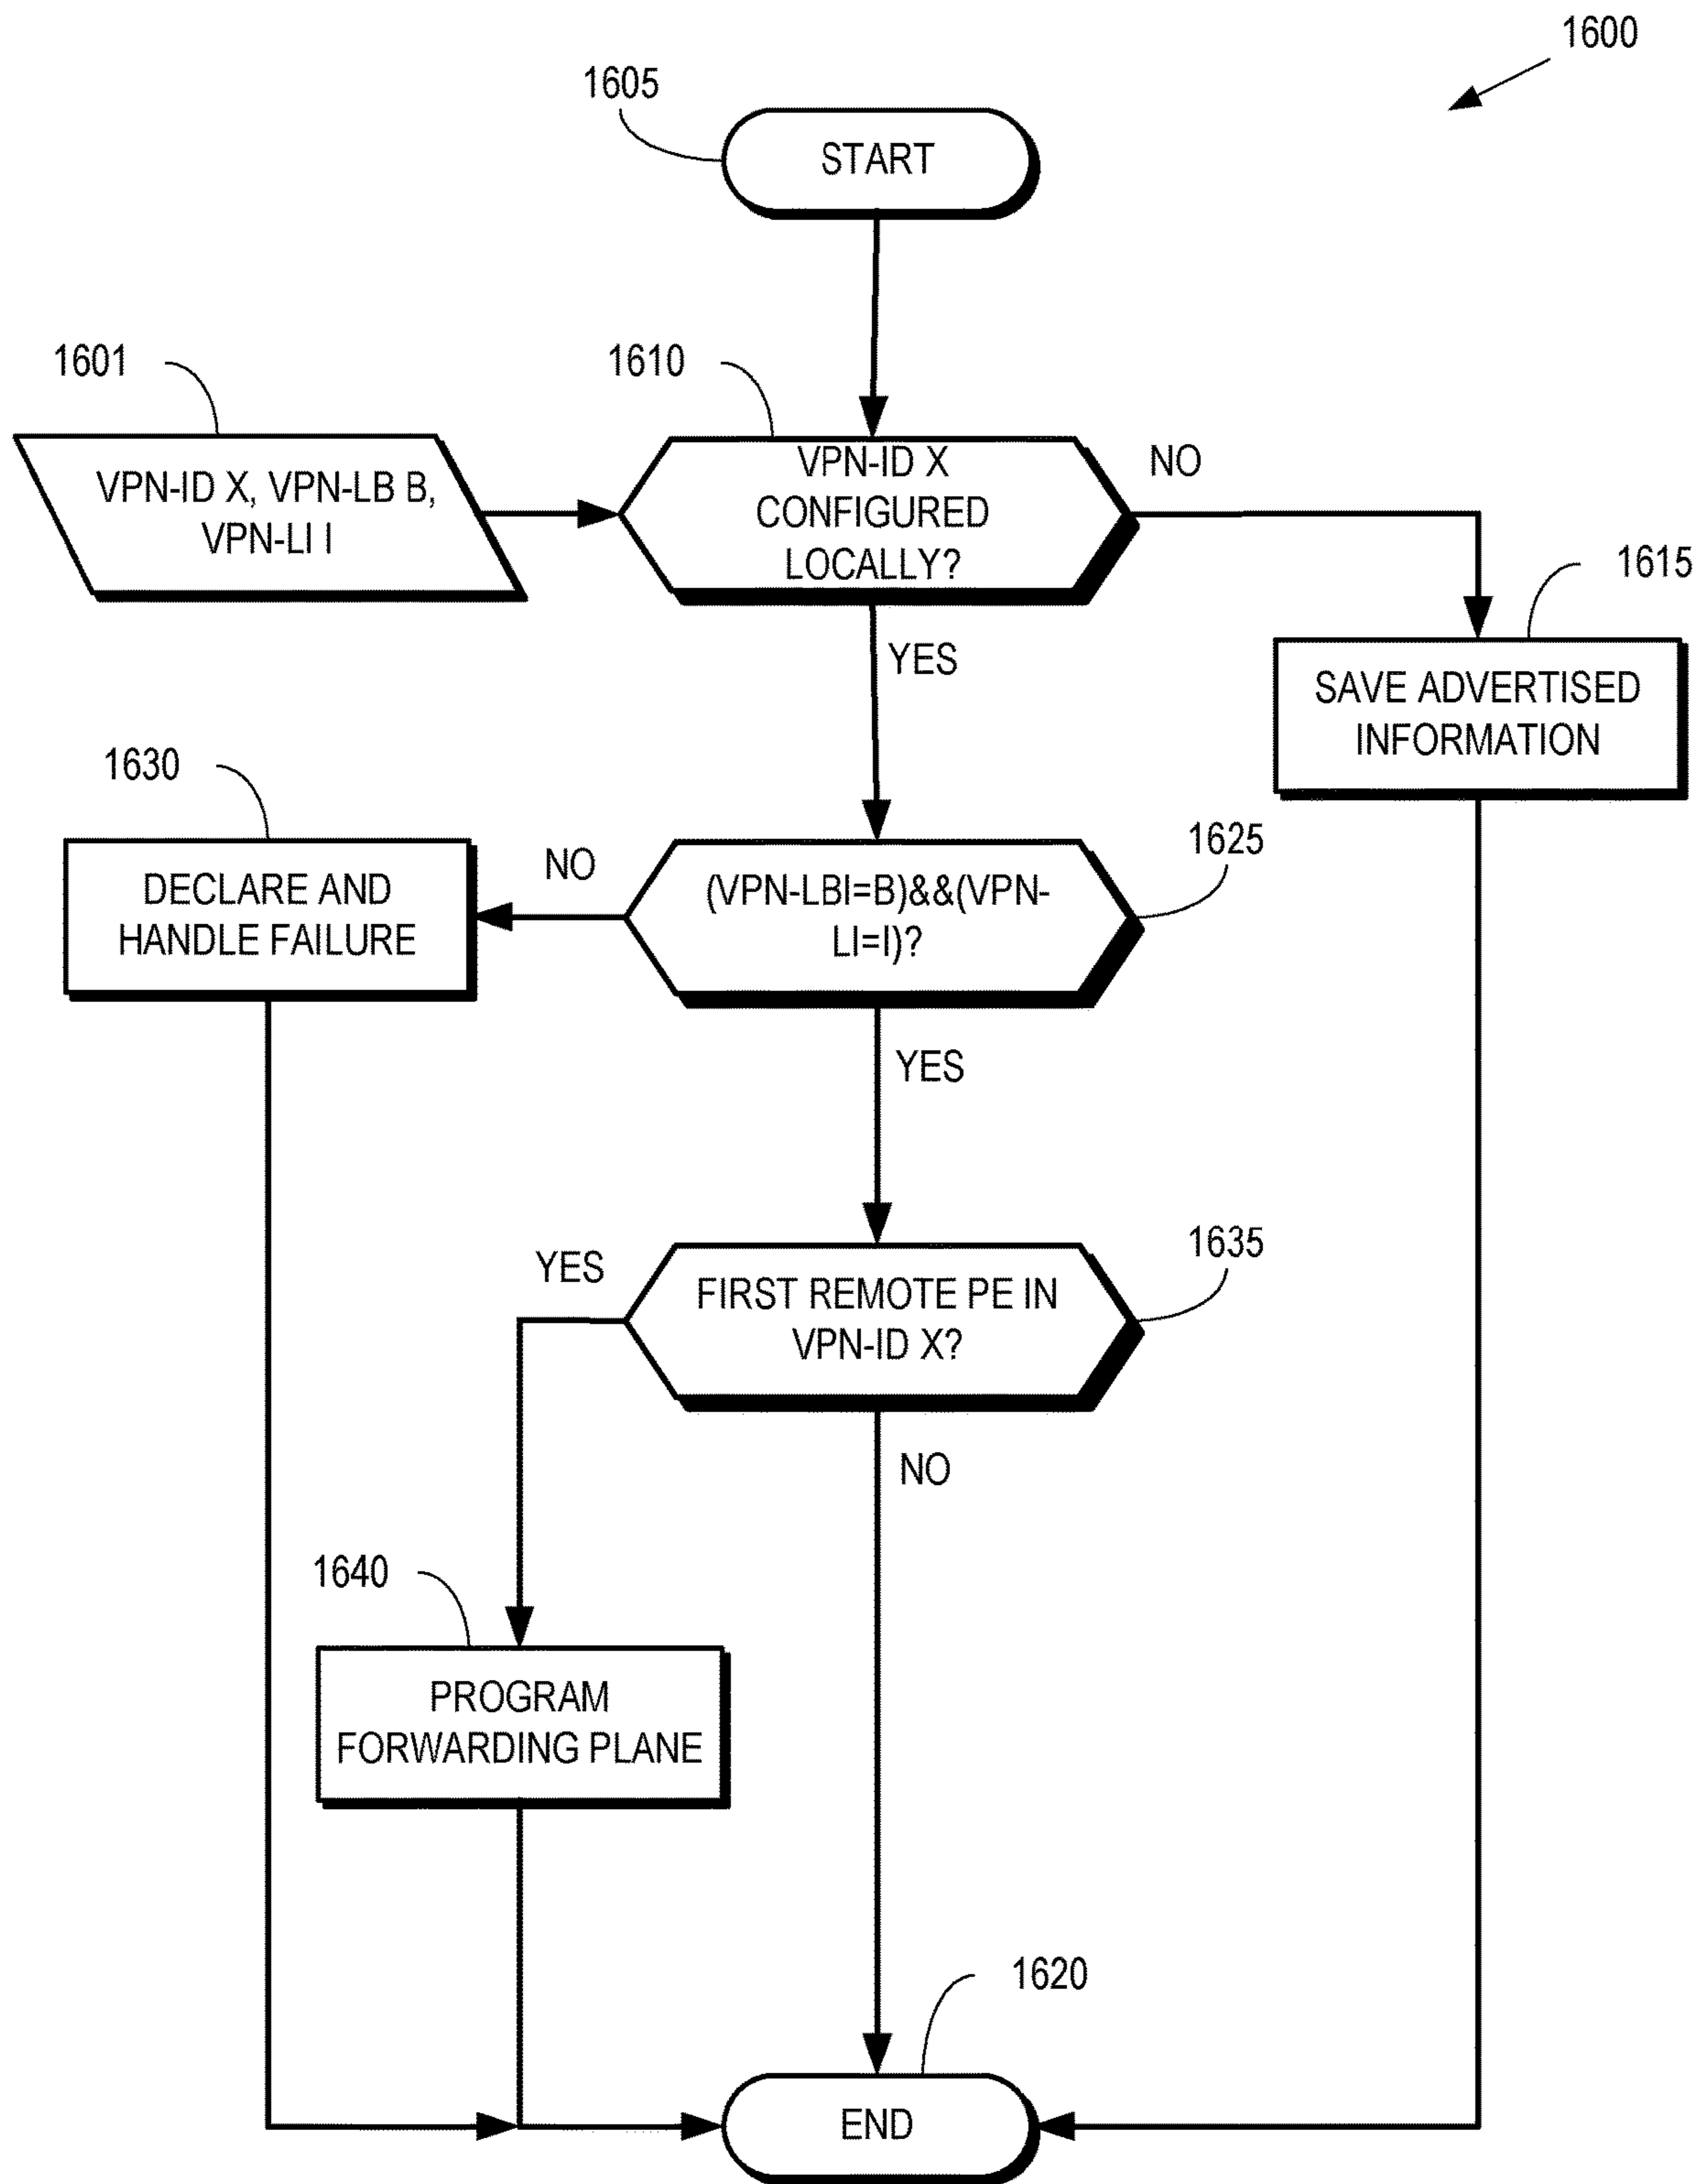 1600
1605
START
1601
1610
VPN-ID X, VPN-LB B,
VPN-LI I
VPN-ID X
CONFIGURED
LOCALLY?
NO
1615
YES
SAVE ADVERTISED
INFORMATION
1630
1625
DECLARE AND
HANDLE FAILURE
NO
(VPN-LBI=B)&&(VPN-
LI=I)?
YES
1635
YES
FIRST REMOTE PE IN
VPN-ID X?
NO
1640
PROGRAM
FORWARDING PLANE
1620
END